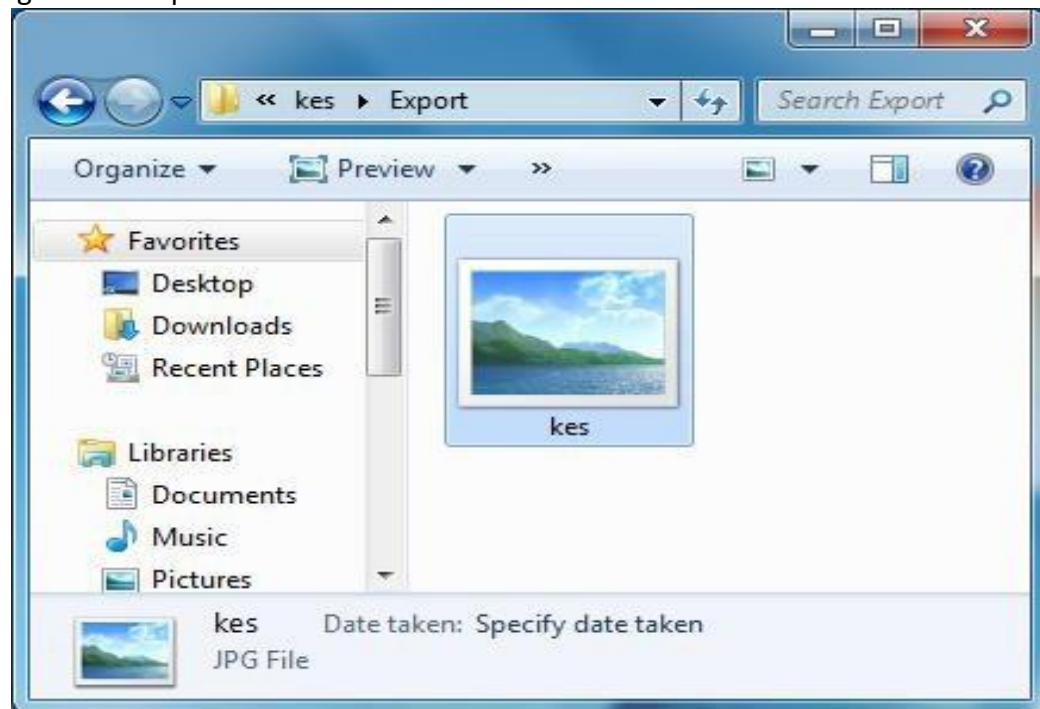 « kes ▸ Export
Search Export
Organize
Preview
»
Favorites
Desktop
Downloads
Recent Places
Libraries
Documents
Music
Pictures
kes
kes Date taken: Specify date taken
JPG File